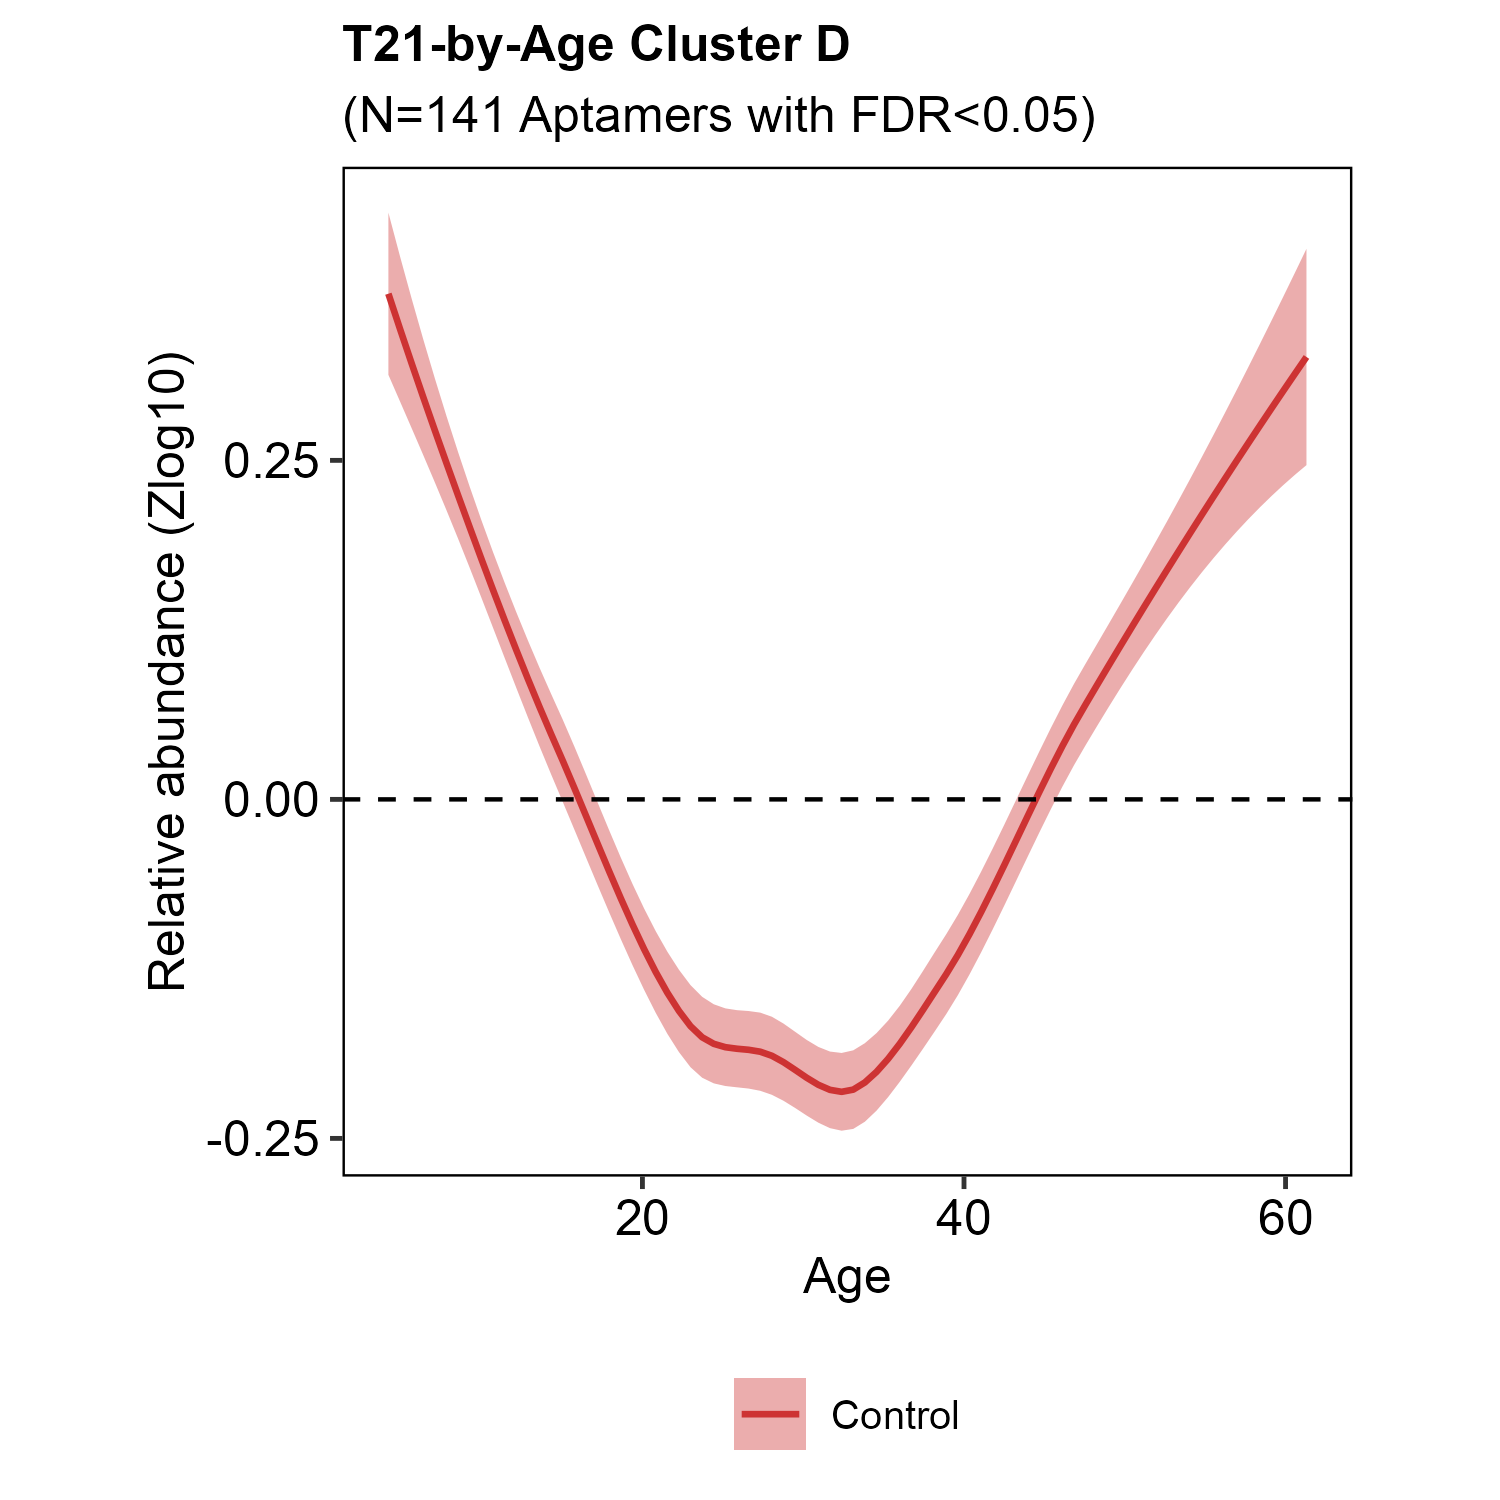 T21-by-Age Cluster D
(N=141 Aptamers with FDR<0.05)
Relative abundance (Zlog10)
0.25
0.00
-0.25
20 40 60
Age
Control